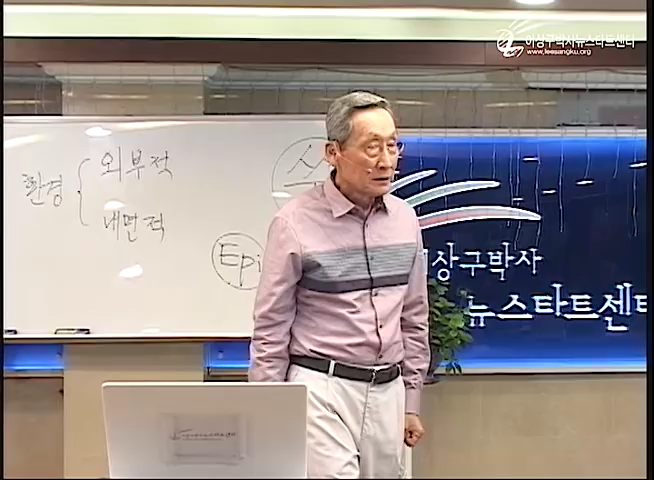 이상구박사뉴스타트센터
www.leesangku.org
환경 외부적
내면적
Epi
상구박사
뉴스타트센터